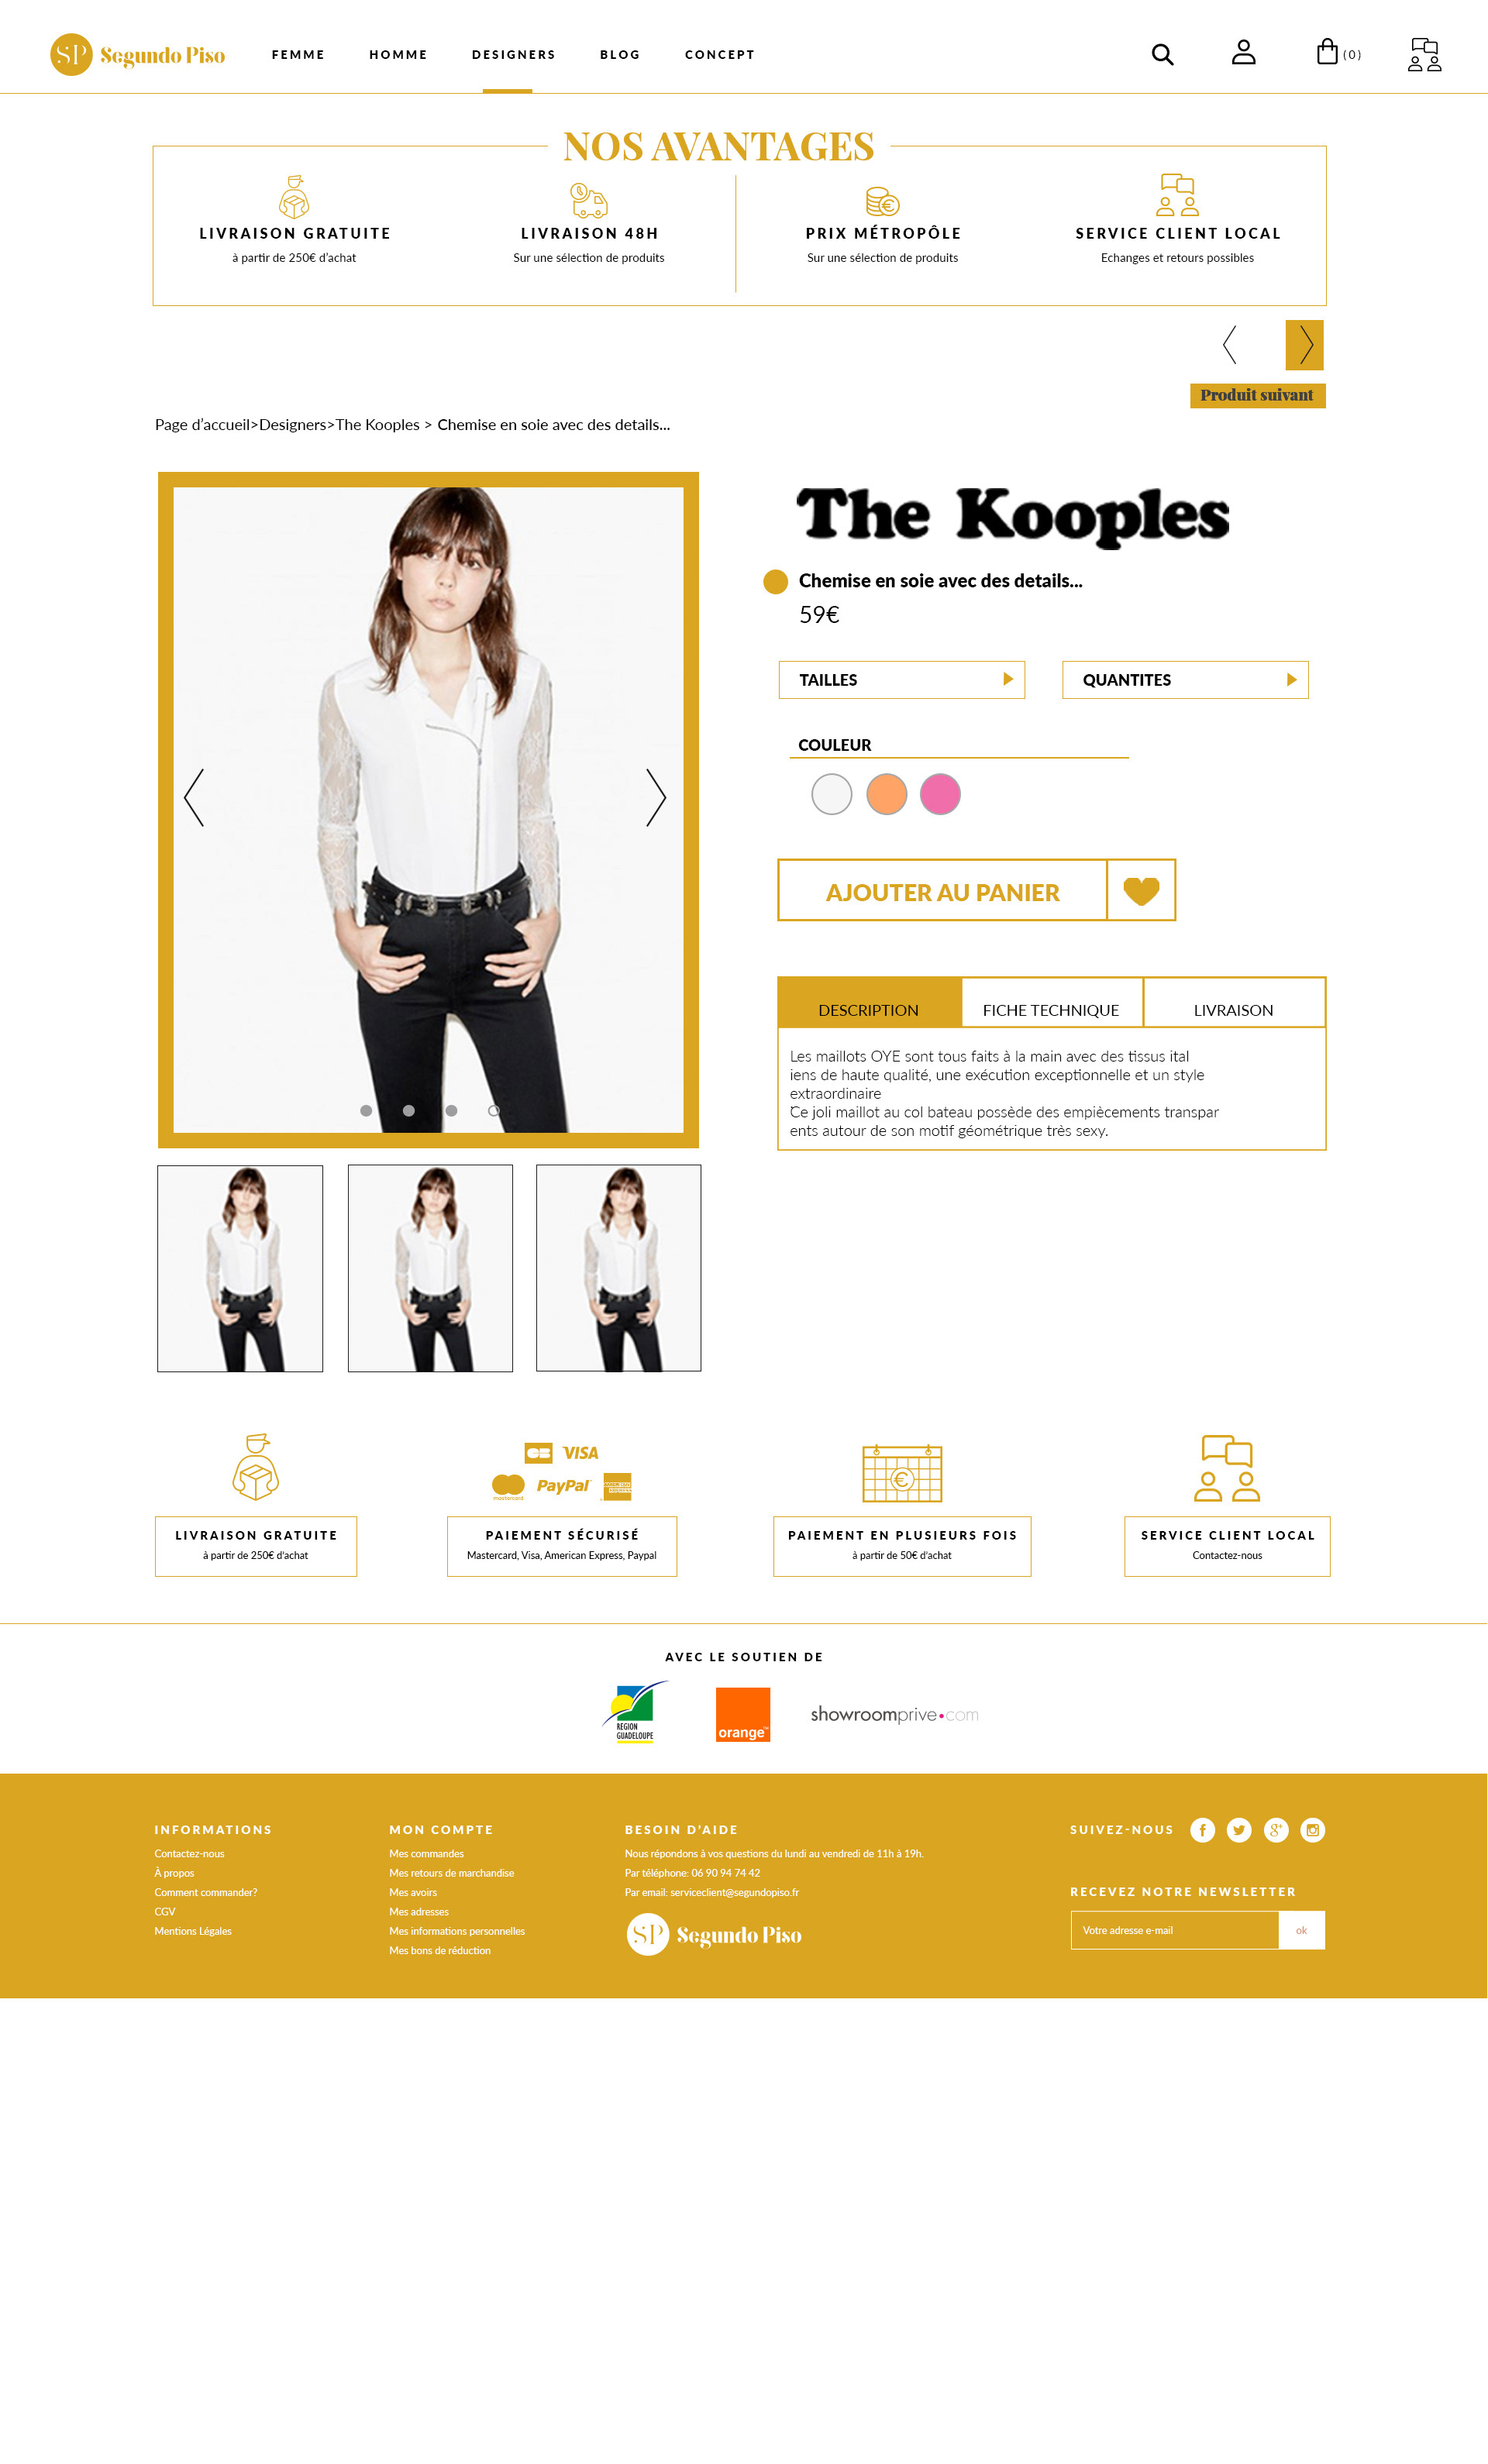 SP Segundo Piso
FEMME HOMME DESIGNERS BLOG CONCEPT
(0)
NOS AVANTAGES
LIVRAISON GRATUITE
à partir de 250€ d'achat
LIVRAISON 48H
Sur une sélection de produits
PRIX MÉTROPÔLE
Sur une sélection de produits
SERVICE CLIENT LOCAL
Echanges et retours possibles
Produit suivant
Page d'accueil>Designers>The Kooples > Chemise en soie avec des details...
The Kooples
Chemise en soie avec des details...
59€
TAILLES
QUANTITES
COULEUR
AJOUTER AU PANIER
DESCRIPTION
FICHE TECHNIQUE
LIVRAISON
Les maillots OYE sont tous faits à la main avec des tissus ital
iens de haute qualité, une exécution exceptionnelle et un style
extraordinaire
Ce joli maillot au col bateau possède des empiècements transpar
ents autour de son motif géométrique très sexy.
CB VISA
mastercard PayPal AMERICAN EXPRESS
€
LIVRAISON GRATUITE
à partir de 250€ d'achat
PAIEMENT SÉCURISÉ
Mastercard, Visa, American Express, Paypal
PAIEMENT EN PLUSIEURS FOIS
à partir de 50€ d'achat
SERVICE CLIENT LOCAL
Contactez-nous
AVEC LE SOUTIEN DE
REGION
GUADELOUPE
orange™
showroomprive.com
INFORMATIONS
Contactez-nous
À propos
Comment commander?
CGV
Mentions Légales
MON COMPTE
Mes commandes
Mes retours de marchandise
Mes avoirs
Mes adresses
Mes informations personnelles
Mes bons de réduction
BESOIN D'AIDE
Nous répondons à vos questions du lundi au vendredi de 11h à 19h.
Par téléphone: 06 90 94 74 42
Par email: serviceclient@segundopiso.fr
SP Segundo Piso
SUIVEZ-NOUS
RECEVEZ NOTRE NEWSLETTER
Votre adresse e-mail
ok